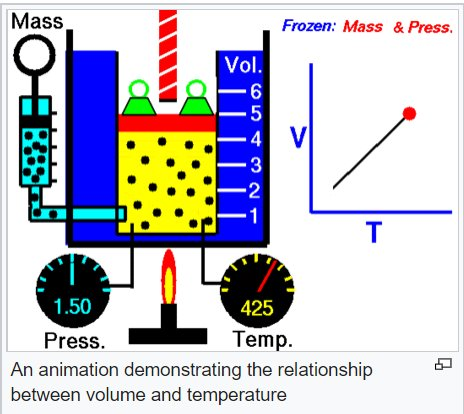 Mass
Frozen: Mass & Press.
Vol.
6
5
4
3
2
1
V
T
1.50
425
Press.
Temp.
An animation demonstrating the relationship
between volume and temperature